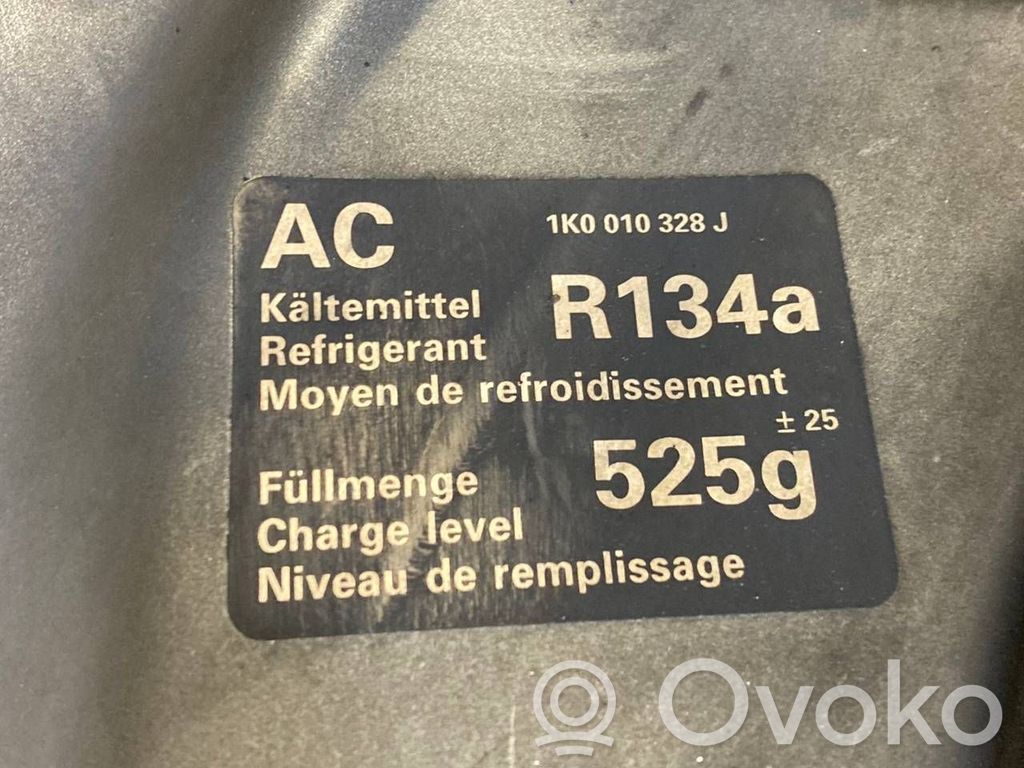 AC
1K0 010 328 J
Kältemittel
Refrigerant
Moyen de refroidissement
R134a
Füllmenge
Charge level
Niveau de remplissage
525g ± 25
R Ovoko